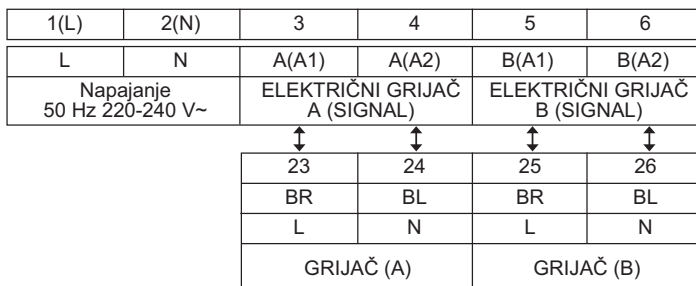 1(L) 2(N) 3 4 5 6
L N A(A1) A(A2) B(A1) B(A2)
Napajanje ELEKTRIČNI GRIJAČ ELEKTRIČNI GRIJAČ
50 Hz 220-240 V~ A (SIGNAL) B (SIGNAL)
23 24 25 26
BR BL BR BL
L N L N
GRIJAČ (A) GRIJAČ (B)